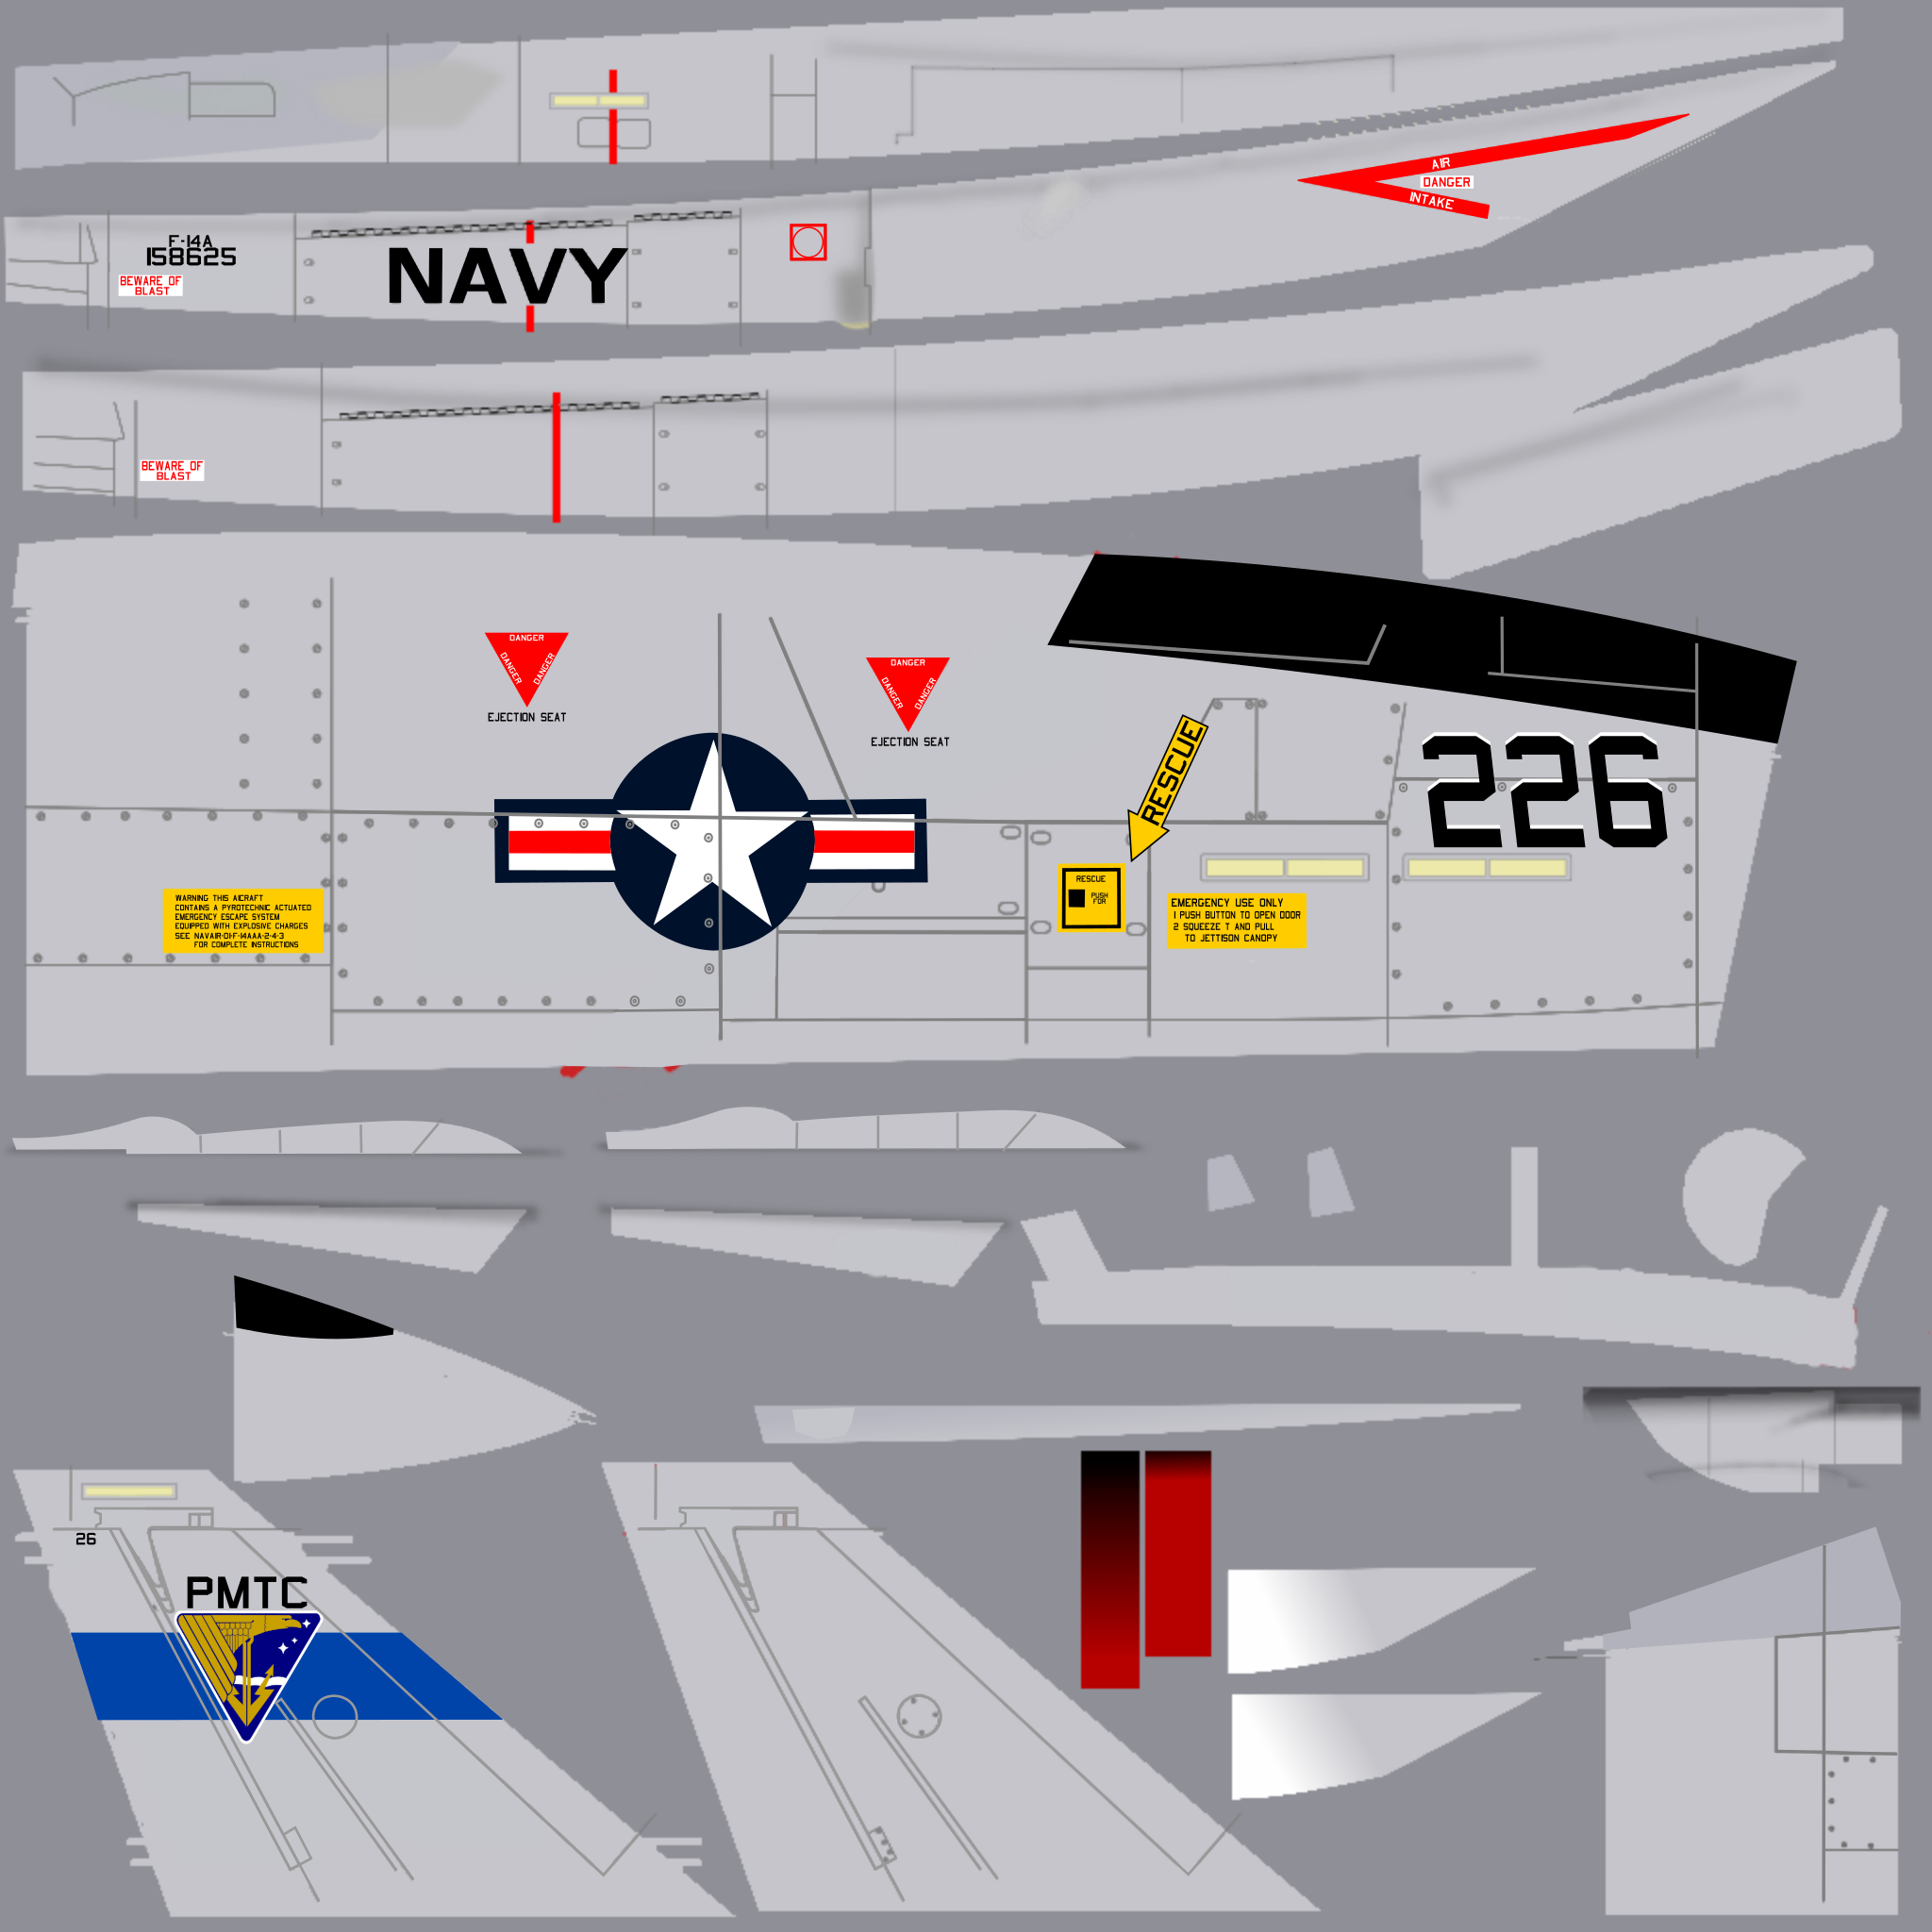 AIR
DANGER
INTAKE
F-14A
158625
BEWARE OF
BLAST
NAVY
BEWARE OF
BLAST
DANGER
DANGER
DANGER
EJECTION SEAT
DANGER
DANGER
DANGER
EJECTION SEAT
RESCUE
226
WARNING THIS AICRAFT
CONTAINS A PYROTECHNIC ACTUATED
EMERGENCY ESCAPE SYSTEM
EQUIPPED WITH EXPLOSIVE CHARGES
SEE NAVAIR-01-F-14AAA-2-4-3
FOR COMPLETE INSTRUCTIONS
RESCUE
PUSH
FOR
EMERGENCY USE ONLY
1 PUSH BUTTON TO OPEN DOOR
2 SQUEEZE T AND PULL
TO JETTISON CANOPY
26
PMTC